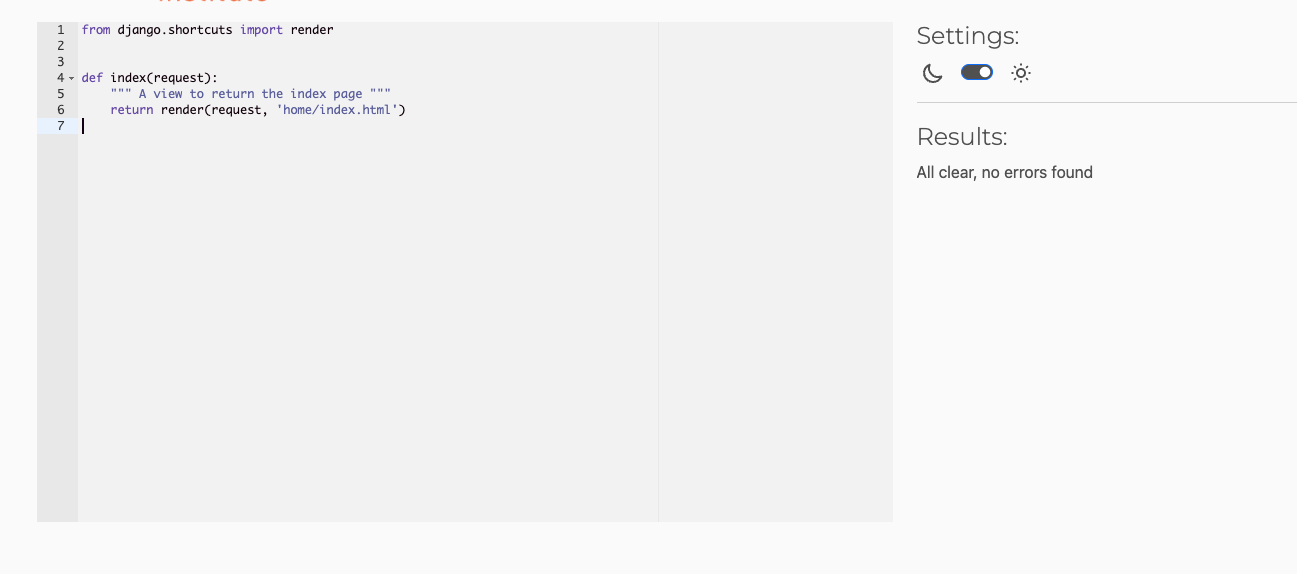 1 from django.shortcuts import render
2
3
4 def index(request):
5     """ A view to return the index page """
6     return render(request, 'home/index.html')
7
Settings:
Results:
All clear, no errors found